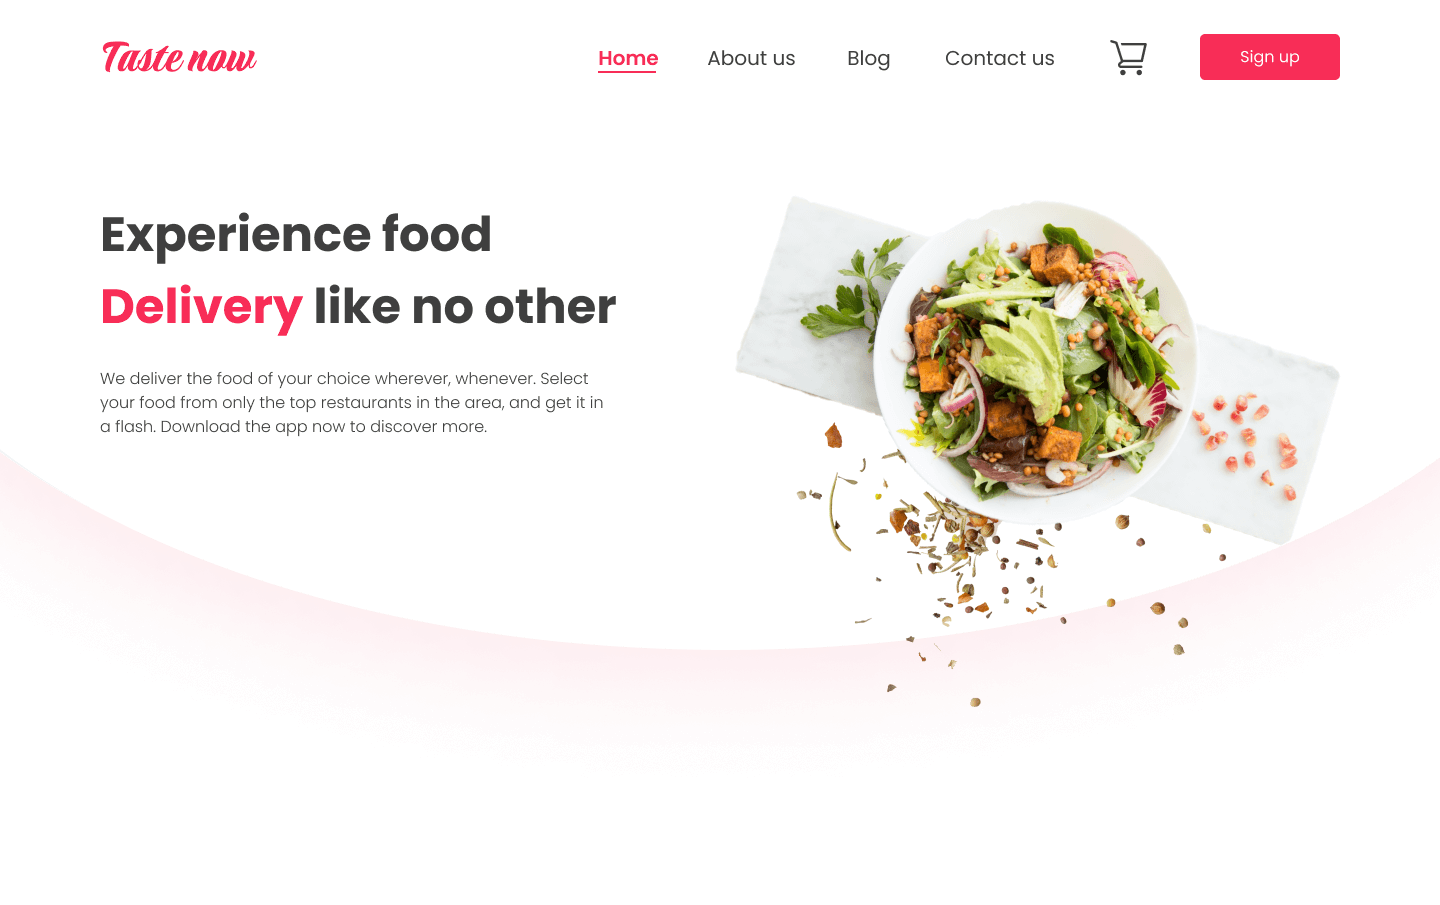 Taste now
Home
About us
Blog
Contact us
Sign up
Experience food
Delivery like no other
We deliver the food of your choice wherever, whenever. Select
your food from only the top restaurants in the area, and get it in
a flash. Download the app now to discover more.